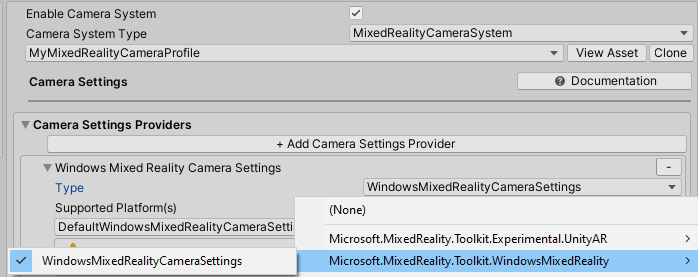 Enable Camera System
Camera System Type MixedRealityCameraSystem
MyMixedRealityCameraProfile View Asset Clone
Camera Settings Documentation
Camera Settings Providers
+ Add Camera Settings Provider
Windows Mixed Reality Camera Settings -
Type WindowsMixedRealityCameraSettings
Supported Platform(s)
(None)
DefaultWindowsMixedRealityCameraSetti
Microsoft.MixedReality.Toolkit.Experimental.UnityAR
WindowsMixedRealityCameraSettings Microsoft.MixedReality.Toolkit.WindowsMixedReality